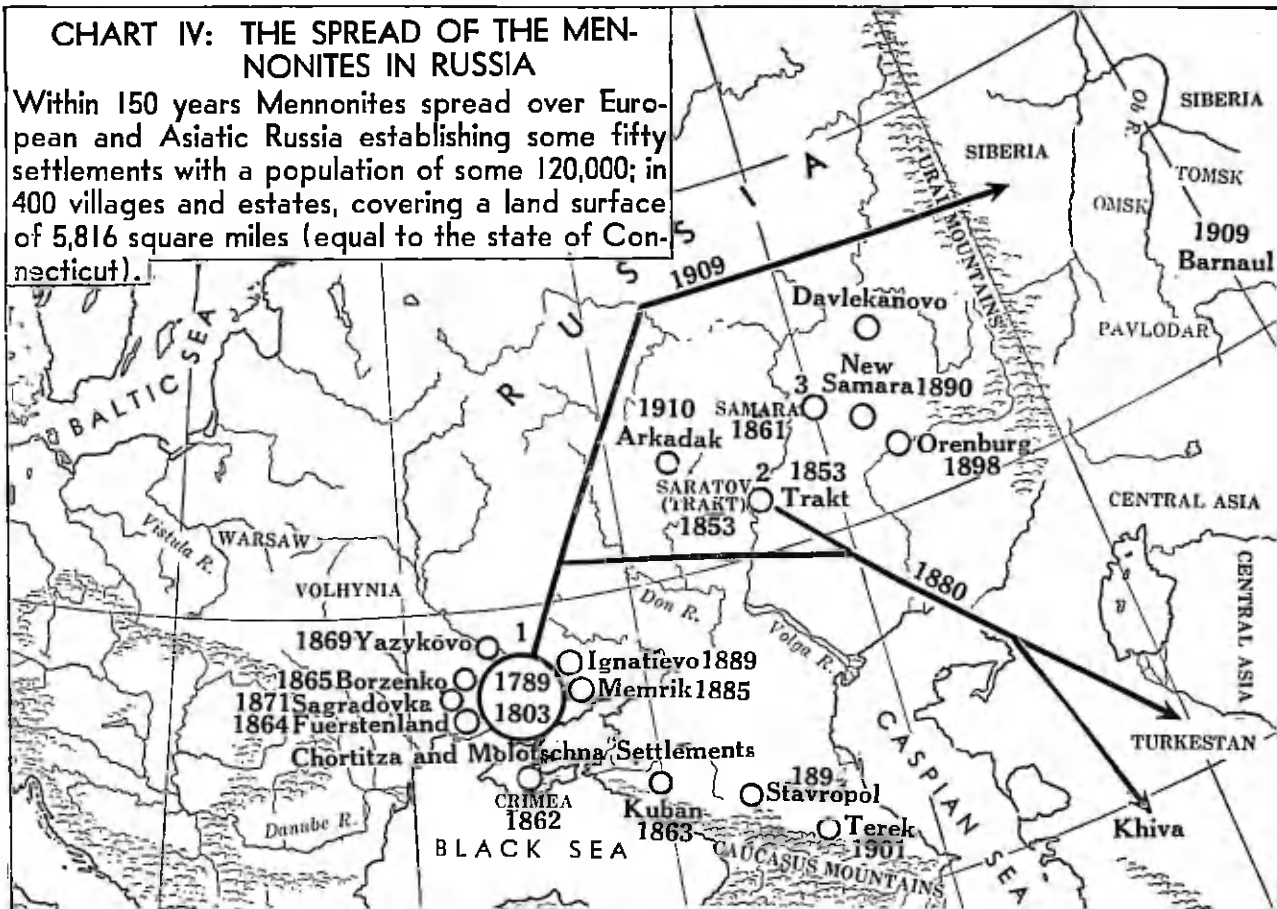 CHART IV: THE SPREAD OF THE MEN-
NONITES IN RUSSIA
Within 150 years Mennonites spread over Euro-
pean and Asiatic Russia establishing some fifty
settlements with a population of some 120,000; in
400 villages and estates, covering a land surface
of 5,816 square miles (equal to the state of Con-
necticut).
RUSSIA
URAL MOUNTAINS
SIBERIA
Ob R.
SIBERIA
TOMSK
OMSK
1909
Barnaul
PAVLODAR
1909
Davlekanovo
New
Samara 1890
3
SAMARA
1861
Orenburg
1898
1910
Arkadak
2
1853
Trakt
SARATOV
(TRAKT)
1853
CENTRAL ASIA
CENTRAL ASIA
1880
BALTIC SEA
Vistula R.
WARSAW
VOLHYNIA
Don R.
Volga R.
1
1869 Yazykovo
1865 Borzenko
1871 Sagradovka
1864 Fuerstenland
1789
1803
Ignatievo 1889
Memrik 1885
Chortitza and Molotschna Settlements
CRIMEA
1862
Kuban
1863
189
Stavropol
Terek
1901
Danube R.
BLACK SEA
CAUCASUS MOUNTAINS
CASPIAN SEA
TURKESTAN
Khiva